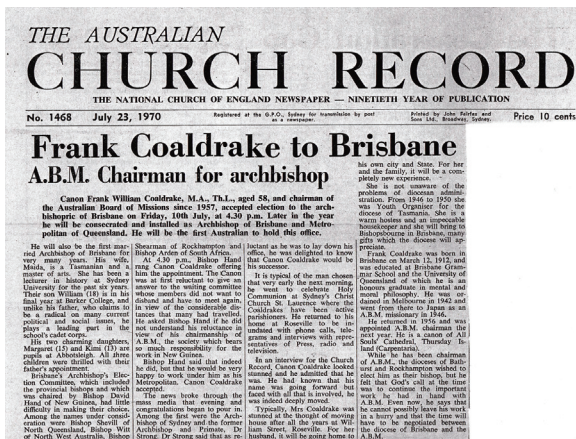 THE AUSTRALIAN
CHURCH RECORD
THE NATIONAL CHURCH OF ENGLAND NEWSPAPER — NINETIETH YEAR OF PUBLICATION
No. 1468 July 23, 1970
Registered at the G.P.O., Sydney for transmission by post
as a newspaper.
Printed by John Fairfax and
Sons Ltd., Broadway, Sydney.
Price 10 cents
Frank Coaldrake to Brisbane
A.B.M. Chairman for archbishop
Canon Frank William Couldrake, M.A., Th.L., aged 58, and chairman of
the Australian Board of Missions since 1957, accepted election to the arch-
bishopric of Brisbane on Friday, 10th July, at 4.30 p.m. Later in the year
he will be consecrated and installed as Archbishop of Brisbane and Metro-
politan of Queensland. He will be the first Australian to hold this office.
He will also be the first mar-
ried Archbishop of Brisbane for
very many years. His wife,
Maida, is a Tasmanian and a
master of arts. She has been a
lecturer in history at Sydney
University for the past six years.
Their son William (18) is in his
final year at Barker College, and
unlike his father, who claims to
be a radical on many current
political and social issues, he
plays a leading part in the
school's cadet corps.
His two charming daughters,
Margaret (15) and Kimi (13) are
pupils at Abbotsleigh. All three
children were thrilled with their
father's appointment.
Brisbane's Archbishop's Elec-
tion Committee, which included
the provincial bishops and which
was chaired by Bishop David
Hand of New Guinea, had little
difficulty in making their choice.
Among the names for consid-
eration were Bishop Shevill of
North Queensland, Bishop Witt
of North West Australia, Bishop
Shearman of Rockhampton and
Bishop Arden of South Africa.
At 4.30 p.m., Bishop Hand
rang Canon Coaldrake offering
him the appointment. The Canon
was at first reluctant to give an
answer to the waiting committee
whose members did not want to
disband and have to meet again
in view of the considerable dis-
tances that many had travelled.
He asked Bishop Hand if he did
not understand his reluctance in
view of his chairmanship of
A.B.M., the society which bears
so much responsibility for the
work in New Guinea.
Bishop Hand said that indeed
he did, but that he would be very
happy to work under him as his
Metropolitan. Canon Coaldrake
accepted.
The news broke through the
mass media that evening and
congratulations began to pour in.
Among the first were the Arch-
bishop of Sydney and the former
Archbishop and Primate, Dr
Strong. Dr Strong said that as re-
luctant as he was to lay down his
office, he was delighted to know
that Canon Coaldrake would be
his successor.
It is typical of the man chosen
that very early the next morning,
he went to celebrate Holy
Communion at Sydney's Christ
Church St. Laurence where the
Coaldrakes have been active
parishioners. He returned to his
home at Roseville to be in-
undated with phone calls, tele-
grams and interviews with repre-
sentatives of Press, radio and
television.
In an interview for the Church
Record, Canon Coaldrake looked
stunned and he admitted that he
was. He had known that his
name was going forward but
faced with all that is involved, he
was indeed deeply moved.
Typically, Mrs Coaldrake was
stunned at the thought of moving
house after all the years at Wil-
liam Street, Roseville. For her
husband, it will be going home to
his own city and State. For her
and the family, it will be a com-
pletely new experience.
She is not unaware of the
problems of diocesan admini-
stration. From 1946 to 1950 she
was Youth Organiser for the
diocese of Tasmania. She is a
warm hostess and an impeccable
housekeeper and she will bring to
Bishopsbourne in Brisbane, many
gifts which the diocese will ap-
preciate.
Frank Coaldrake was born in
Brisbane on March 12, 1912, and
was educated at Brisbane Gram-
mar School and the University of
Queensland of which he is an
honours graduate in mental and
moral philosophy. He was or-
dained in Melbourne in 1942 and
went from there to Japan as an
A.B.M. missionary in 1946.
He returned in 1956 and was
appointed A.B.M. chairman the
next year. He is a canon of All
Souls' Cathedral, Thursday Is-
land (Carpentaria).
While he has been chairman
of A.B.M., the dioceses of Bath-
urst and Rockhampton wished to
elect him as their bishop, but he
felt that God's call at the time
was to continue the important
work he had in hand with
A.B.M. Even now, he says that
he cannot possibly leave his work
in a hurry and that the time will
have to be negotiated between
the diocese of Brisbane and the
A.B.M.